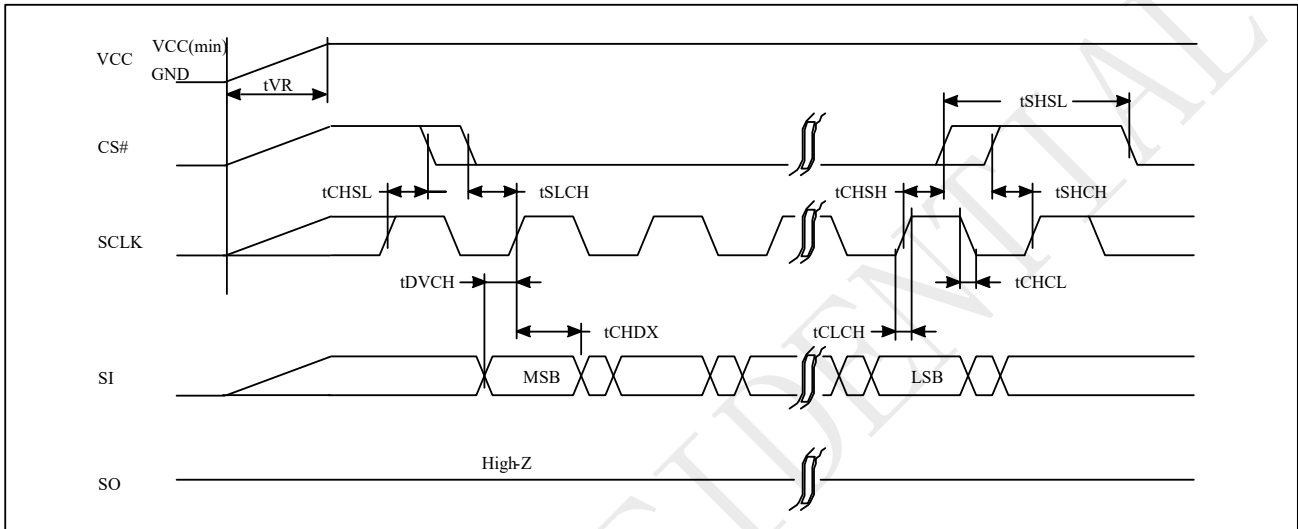 VCC
VCC(min)
GND
tVR
tSHSL
CS#
tCHSL
tSLCH
tCHSH
tSHCH
SCLK
tDVCH
tCHCL
tCHDX
tCLCH
SI
MSB
LSB
High-Z
SO
IDENTIAL